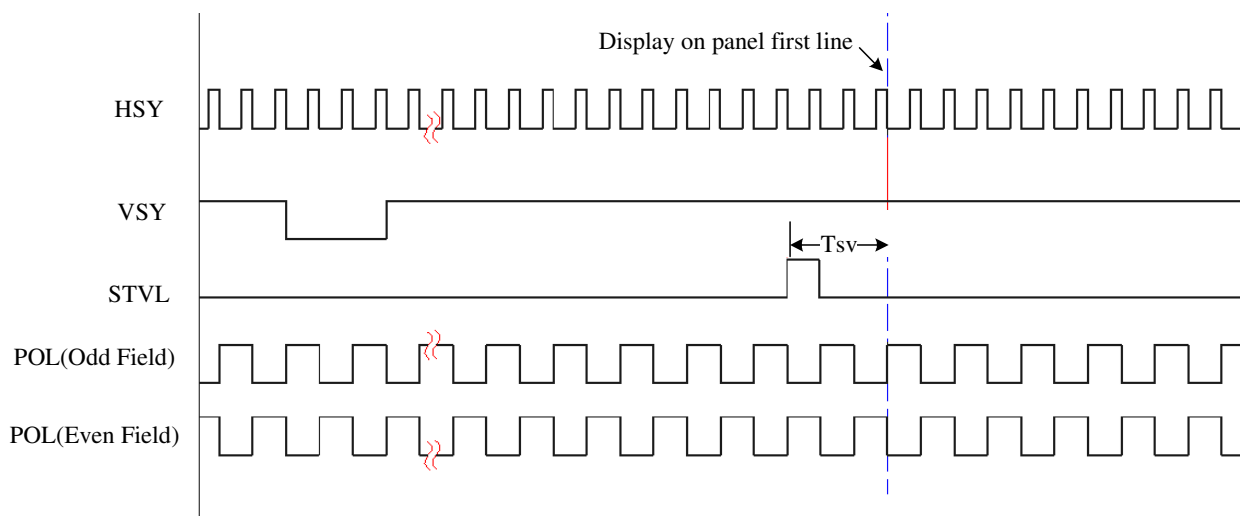 Display on panel first line
HSY
VSY
Tsv
STVL
POL(Odd Field)
POL(Even Field)